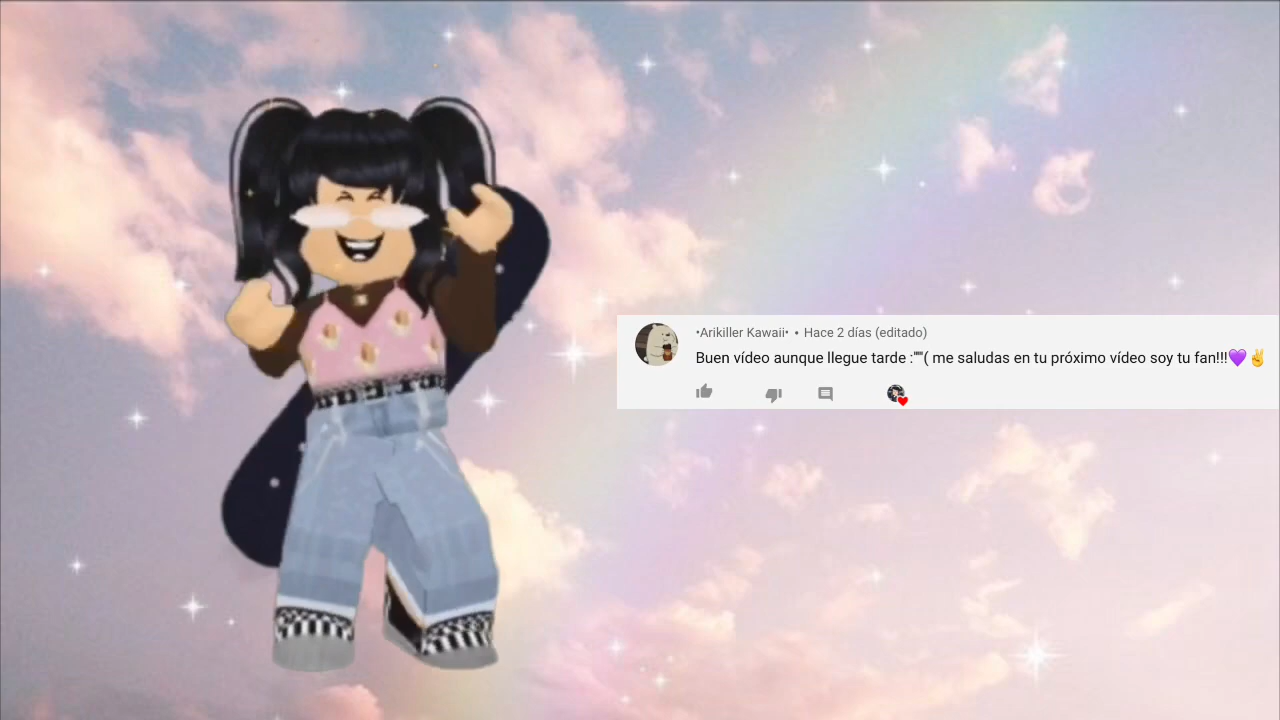 •Arikiller Kawaii• • Hace 2 días (editado)
Buen vídeo aunque llegue tarde :"''( me saludas en tu próximo vídeo soy tu fan!!!💜✌